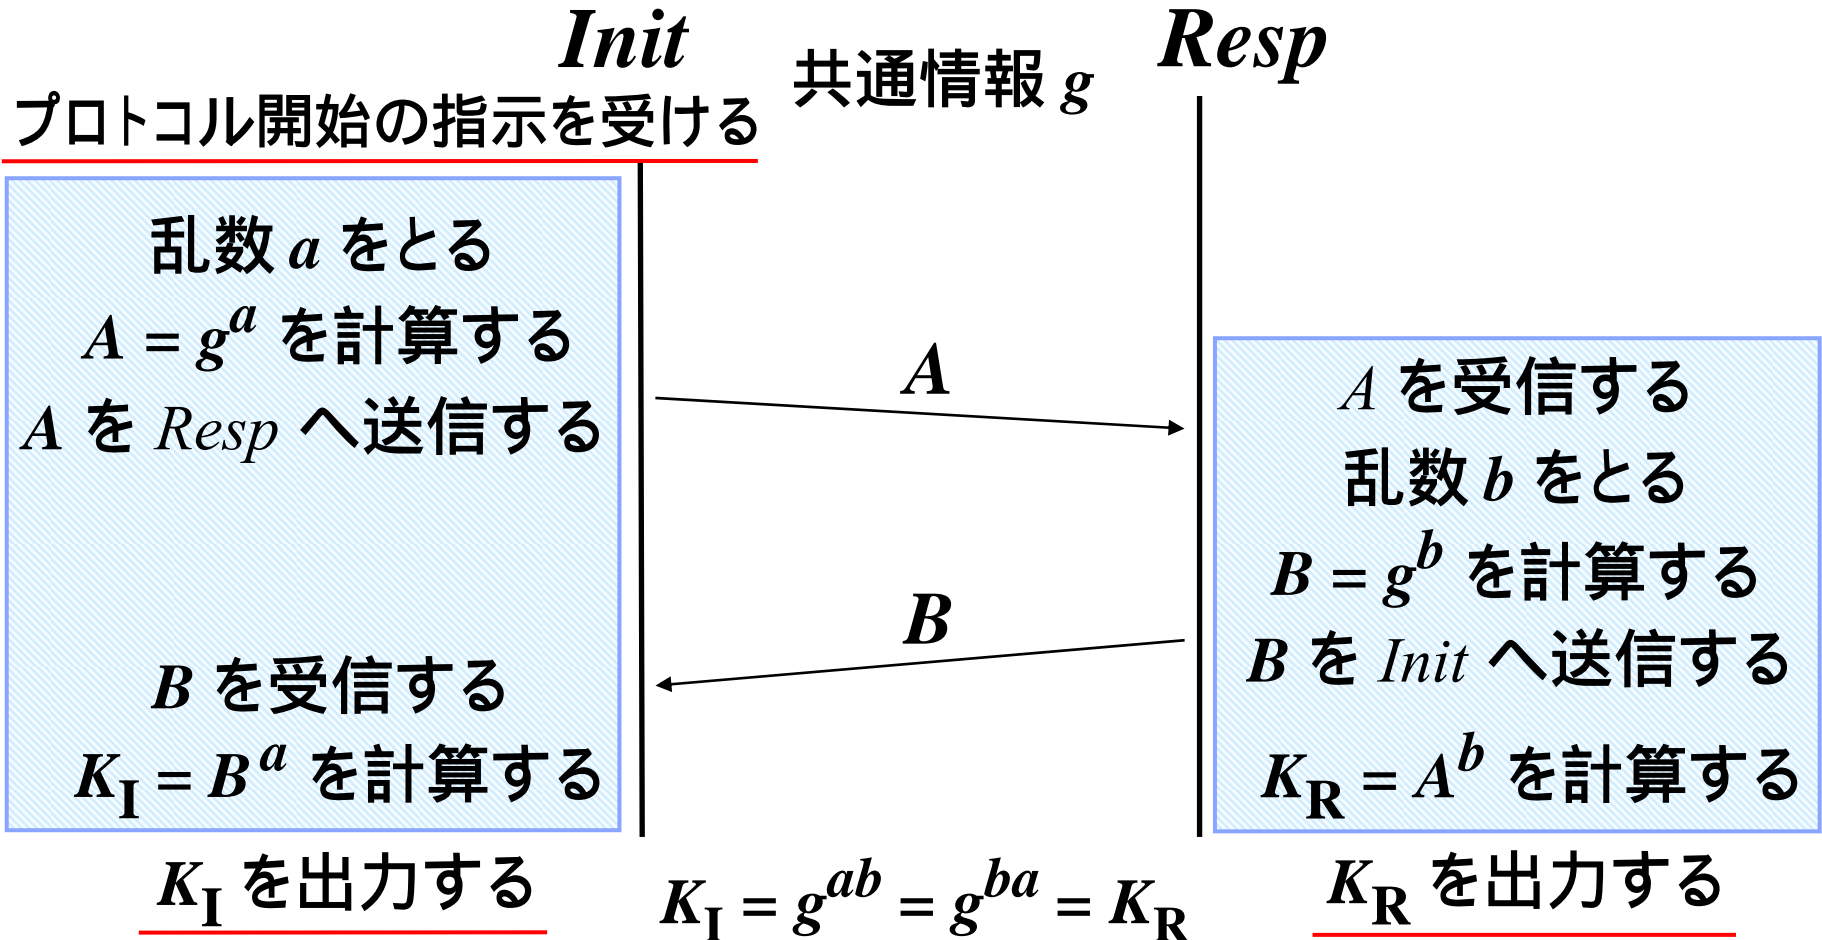 Init
Resp
共通情報 g
プロトコル開始の指示を受ける
乱数 a をとる
A = g^a を計算する
A を Resp へ送信する
A
A を受信する
乱数 b をとる
B = g^b を計算する
B を Init へ送信する
B
B を受信する
K_I = B^a を計算する
K_R = A^b を計算する
K_I を出力する
K_I = g^ab = g^ba = K_R
K_R を出力する